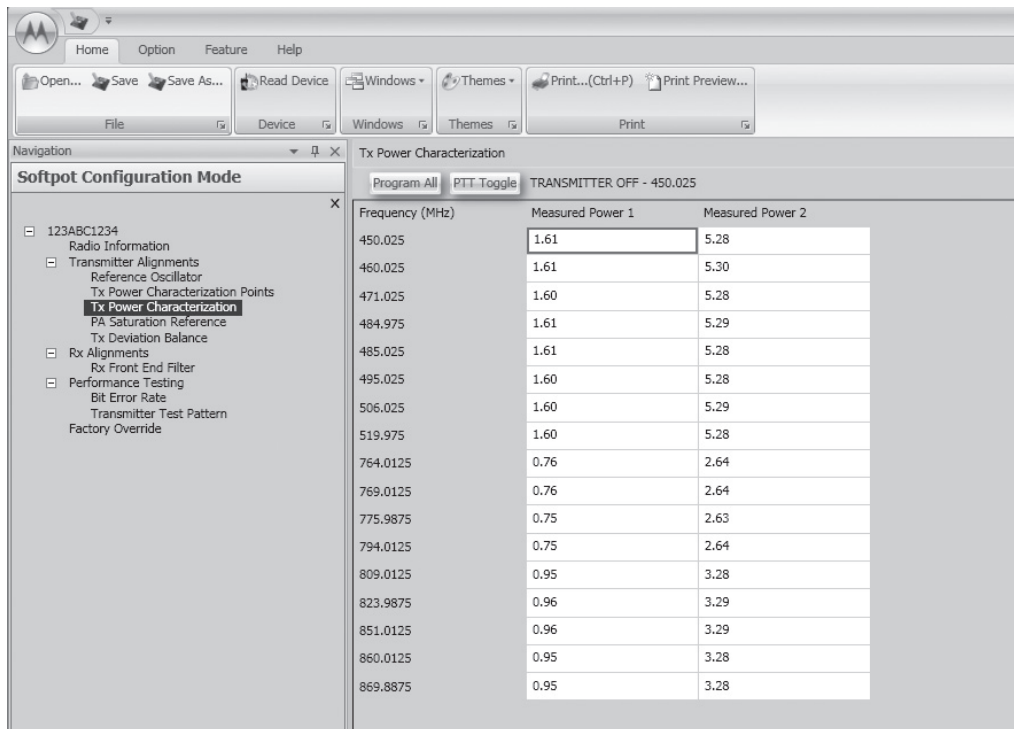 Home Option Feature Help
Open... Save Save As... Read Device Windows Themes Print...(Ctrl+P) Print Preview...
File Device Windows Themes Print
Navigation
Softpot Configuration Mode
123ABC1234
Radio Information
Transmitter Alignments
Reference Oscillator
Tx Power Characterization Points
Tx Power Characterization
PA Saturation Reference
Tx Deviation Balance
Rx Alignments
Rx Front End Filter
Performance Testing
Bit Error Rate
Transmitter Test Pattern
Factory Override
Tx Power Characterization
Program All PTT Toggle TRANSMITTER OFF - 450.025
Frequency (MHz) Measured Power 1 Measured Power 2
450.025 1.61 5.28
460.025 1.61 5.30
471.025 1.60 5.28
484.975 1.61 5.29
485.025 1.61 5.28
495.025 1.60 5.28
506.025 1.60 5.29
519.975 1.60 5.28
764.0125 0.76 2.64
769.0125 0.76 2.64
775.9875 0.75 2.63
794.0125 0.75 2.64
809.0125 0.95 3.28
823.9875 0.96 3.29
851.0125 0.96 3.29
860.0125 0.95 3.28
869.8875 0.95 3.28